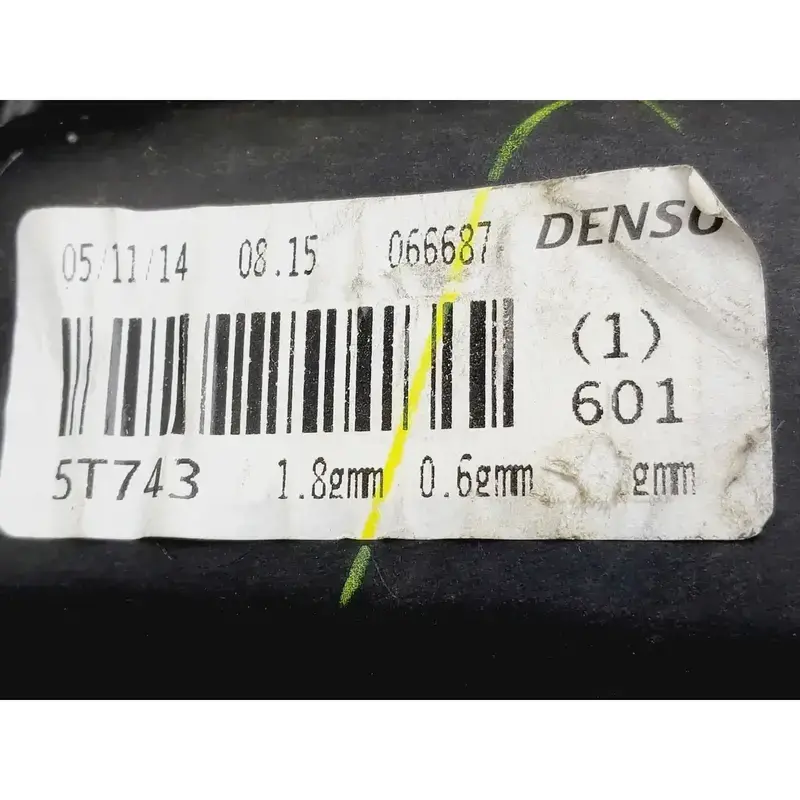 05/11/14 08.15 066687 DENSO
(1)
601
5T743 1.8gmm 0.6gmm gmm